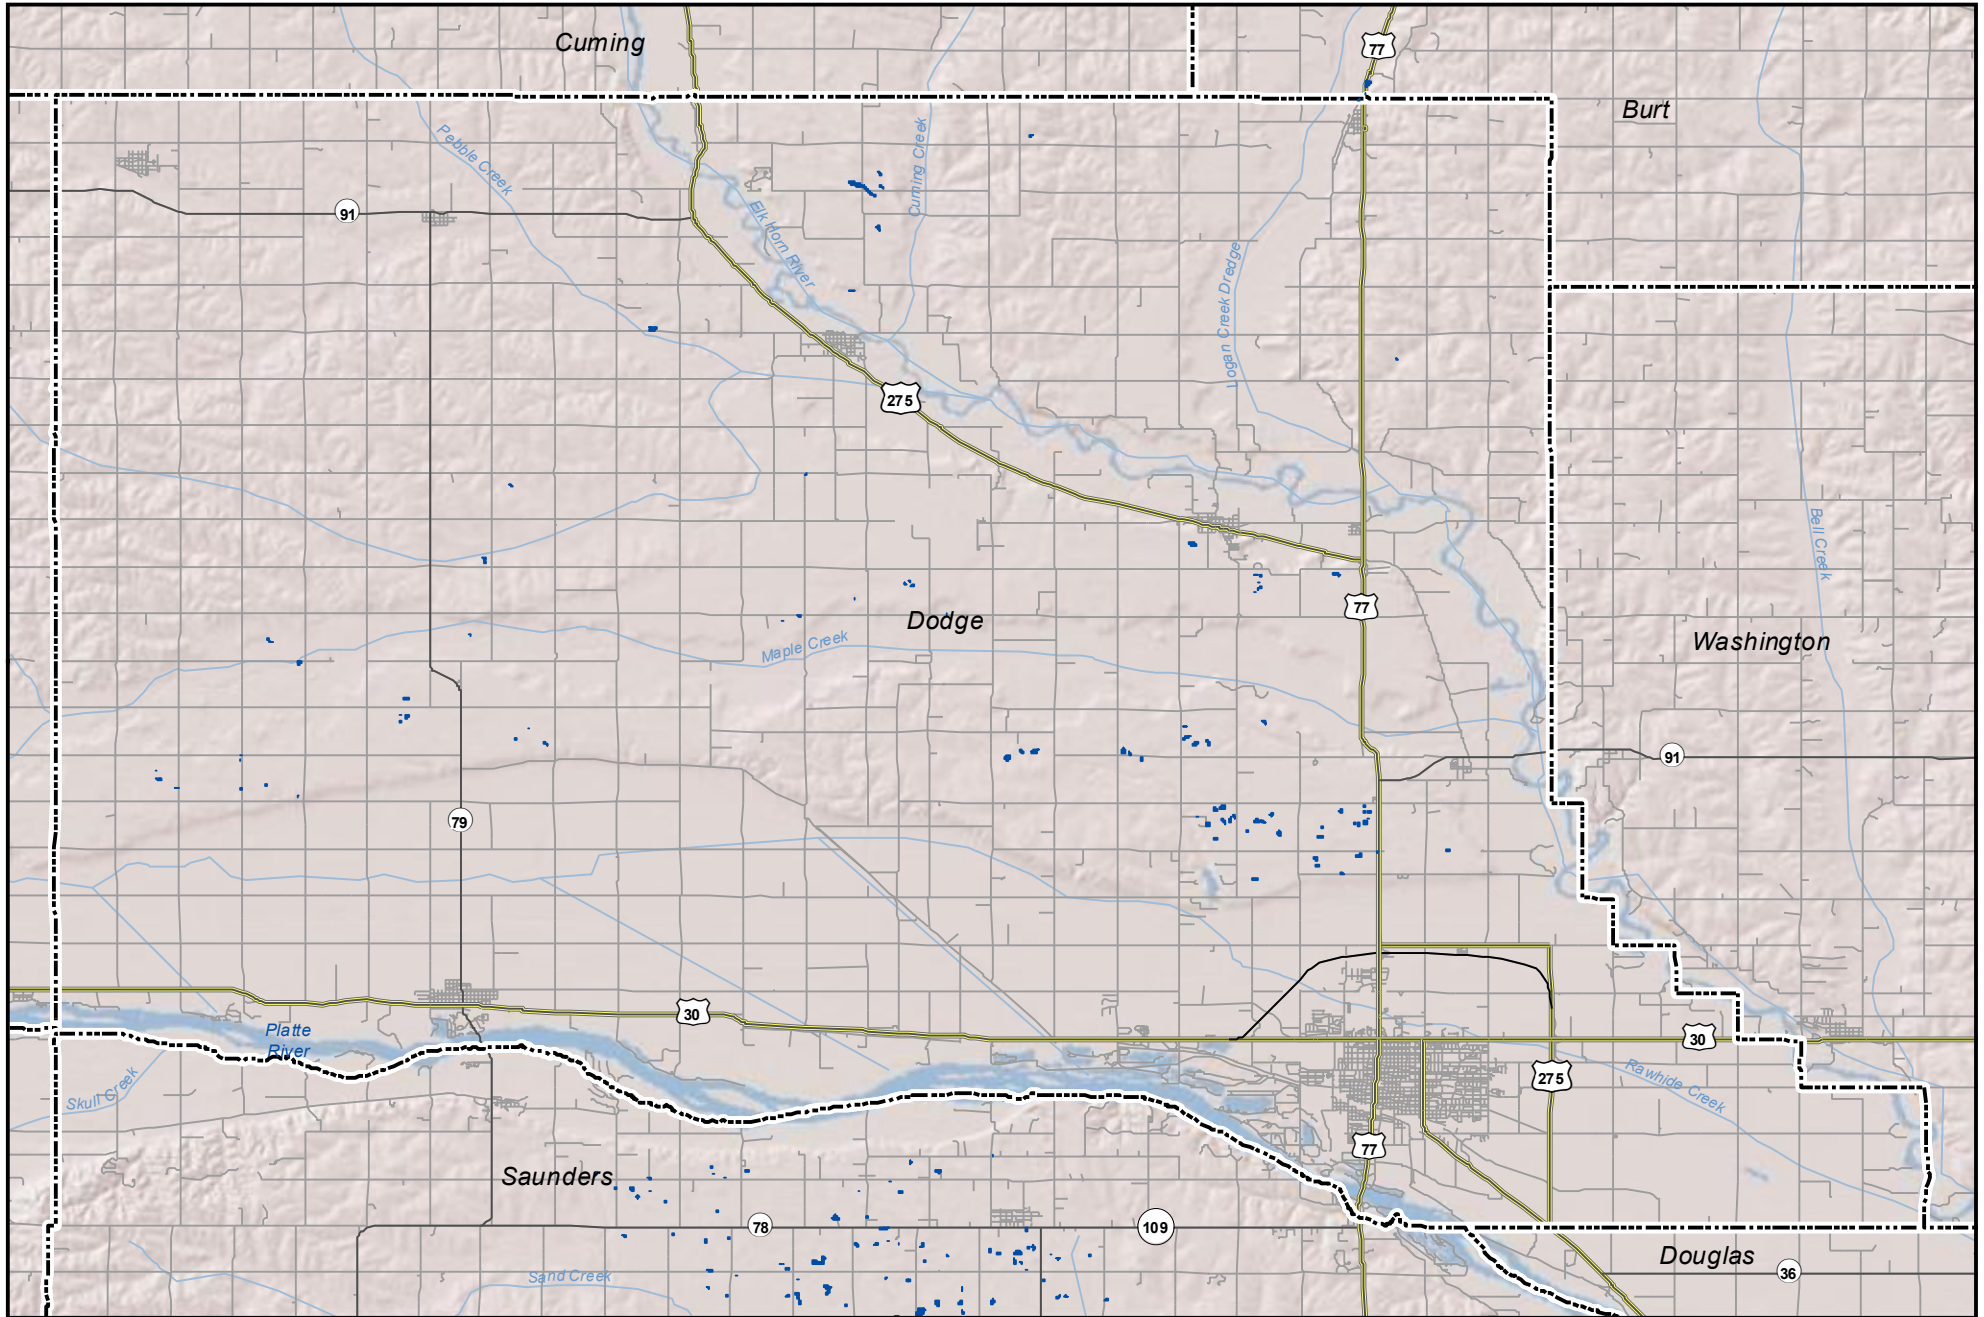 Cuming
77
Burt
Pebble Creek
Cuming Creek
91
Elk Horn River
Logan Creek Dredge
275
Bell Creek
77
Dodge
Maple Creek
Washington
91
79
30
Platte
River
30
275
Rawhide Creek
Skull Creek
77
Saunders
78
109
Douglas
36
Sand Creek